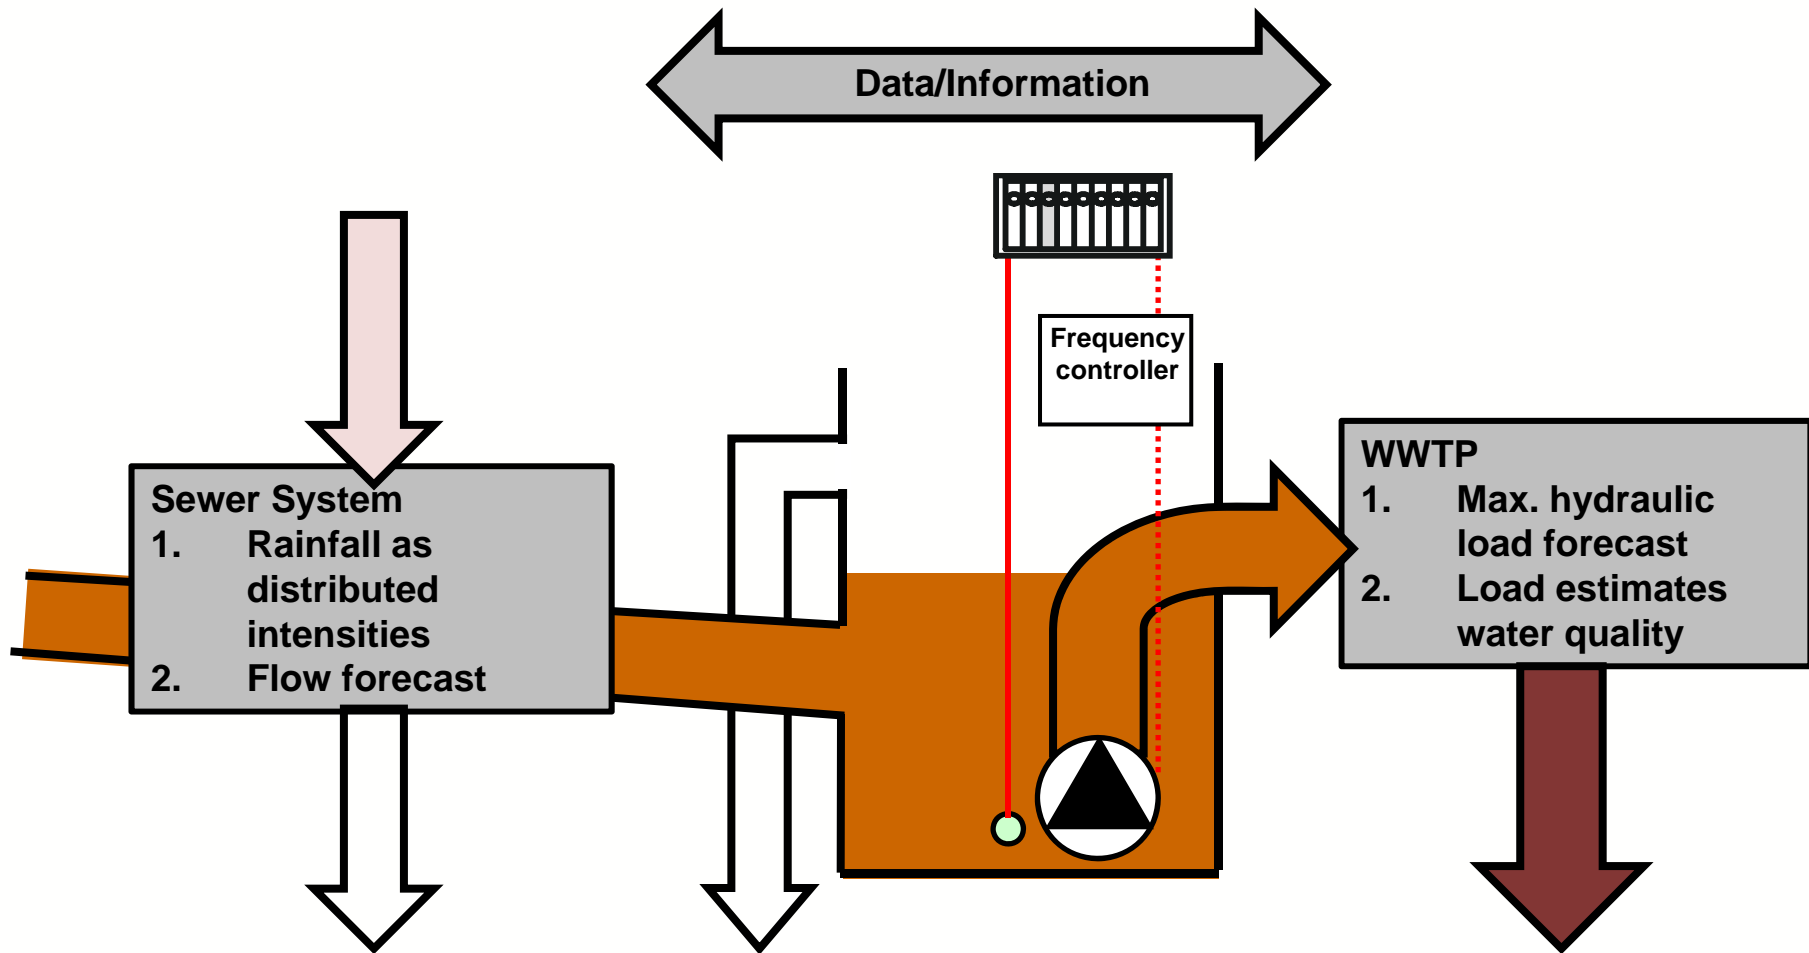 Data/Information
Frequency
controller
Sewer System
1. Rainfall as
distributed
intensities
2. Flow forecast
WWTP
1. Max. hydraulic
load forecast
2. Load estimates
water quality